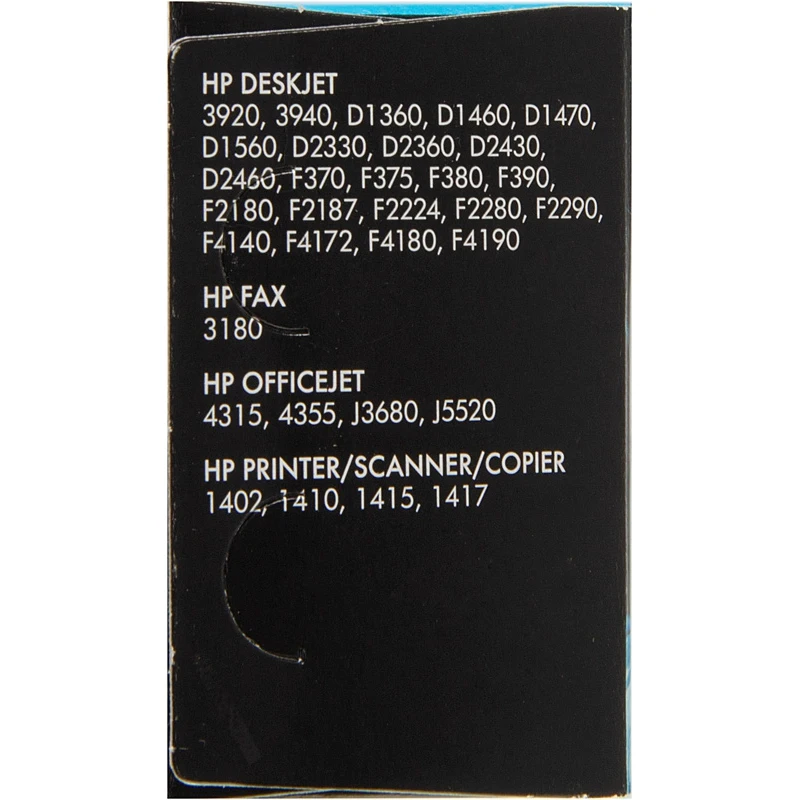 HP DESKJET
3920, 3940, D1360, D1460, D1470,
D1560, D2330, D2360, D2430,
D2460, F370, F375, F380, F390,
F2180, F2187, F2224, F2280, F2290,
F4140, F4172, F4180, F4190
HP FAX
3180
HP OFFICEJET
4315, 4355, J3680, J5520
HP PRINTER/SCANNER/COPIER
1402, 1410, 1415, 1417